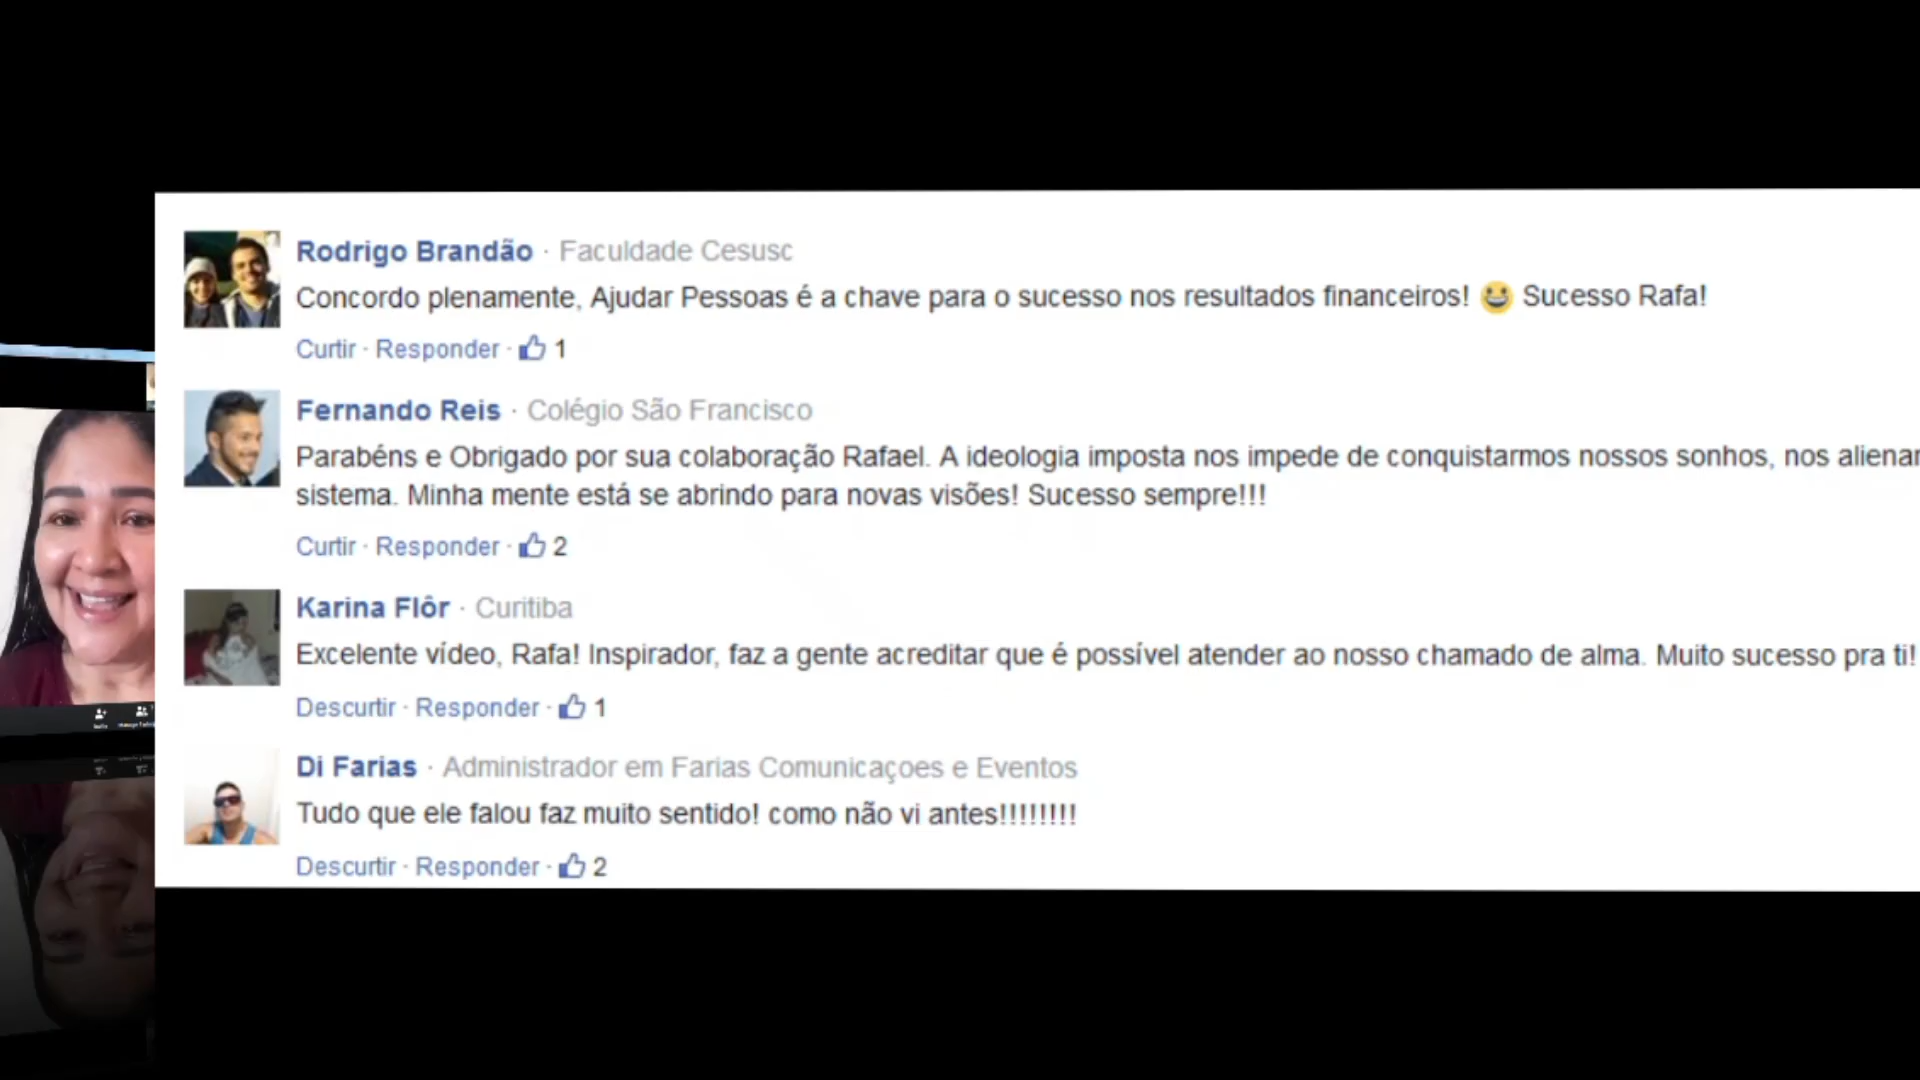 Rodrigo Brandão · Faculdade Cesusc
Concordo plenamente, Ajudar Pessoas é a chave para o sucesso nos resultados financeiros! 😀 Sucesso Rafa!
Curtir · Responder · 1
Fernando Reis · Colégio São Francisco
Parabéns e Obrigado por sua colaboração Rafael. A ideologia imposta nos impede de conquistarmos nossos sonhos, nos
sistema. Minha mente está se abrindo para novas visões! Sucesso sempre!!!
Curtir · Responder · 2
Karina Flôr · Curitiba
Excelente vídeo, Rafa! Inspirador, faz a gente acreditar que é possível atender ao nosso chamado de alma. Muito sucesso pra ti!
Descurtir · Responder · 1
Di Farias · Administrador em Farias Comunicaçoes e Eventos
Tudo que ele falou faz muito sentido! como não vi antes!!!!!!!!
Descurtir · Responder · 2